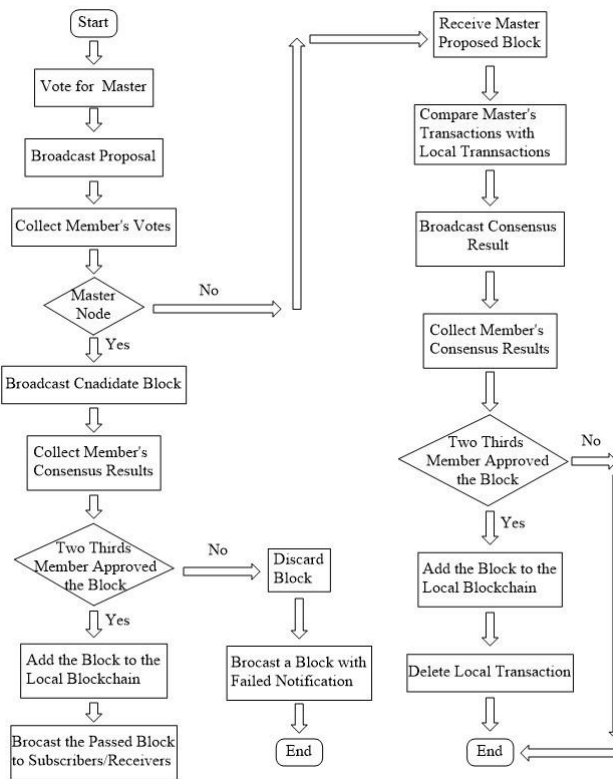 Start
Vote for Master
Broadcast Proposal
Collect Member's Votes
Master
Node
No
Yes
Broadcast Cnadidate Block
Collect Member's
Consensus Results
Two Thirds
Member Approved
the Block
No
Yes
Discard
Block
Add the Block to the
Local Blockchain
Brocast a Block with
Failed Notification
Brocast the Passed Block
to Subscribers/Receivers
End
Receive Master
Proposed Block
Compare Master's
Transactions with
Local Trannsactions
Broadcast Consensus
Result
Collect Member's
Consensus Results
Two Thirds
Member Approved
the Block
No
Yes
Add the Block to the
Local Blockchain
Delete Local Transaction
End